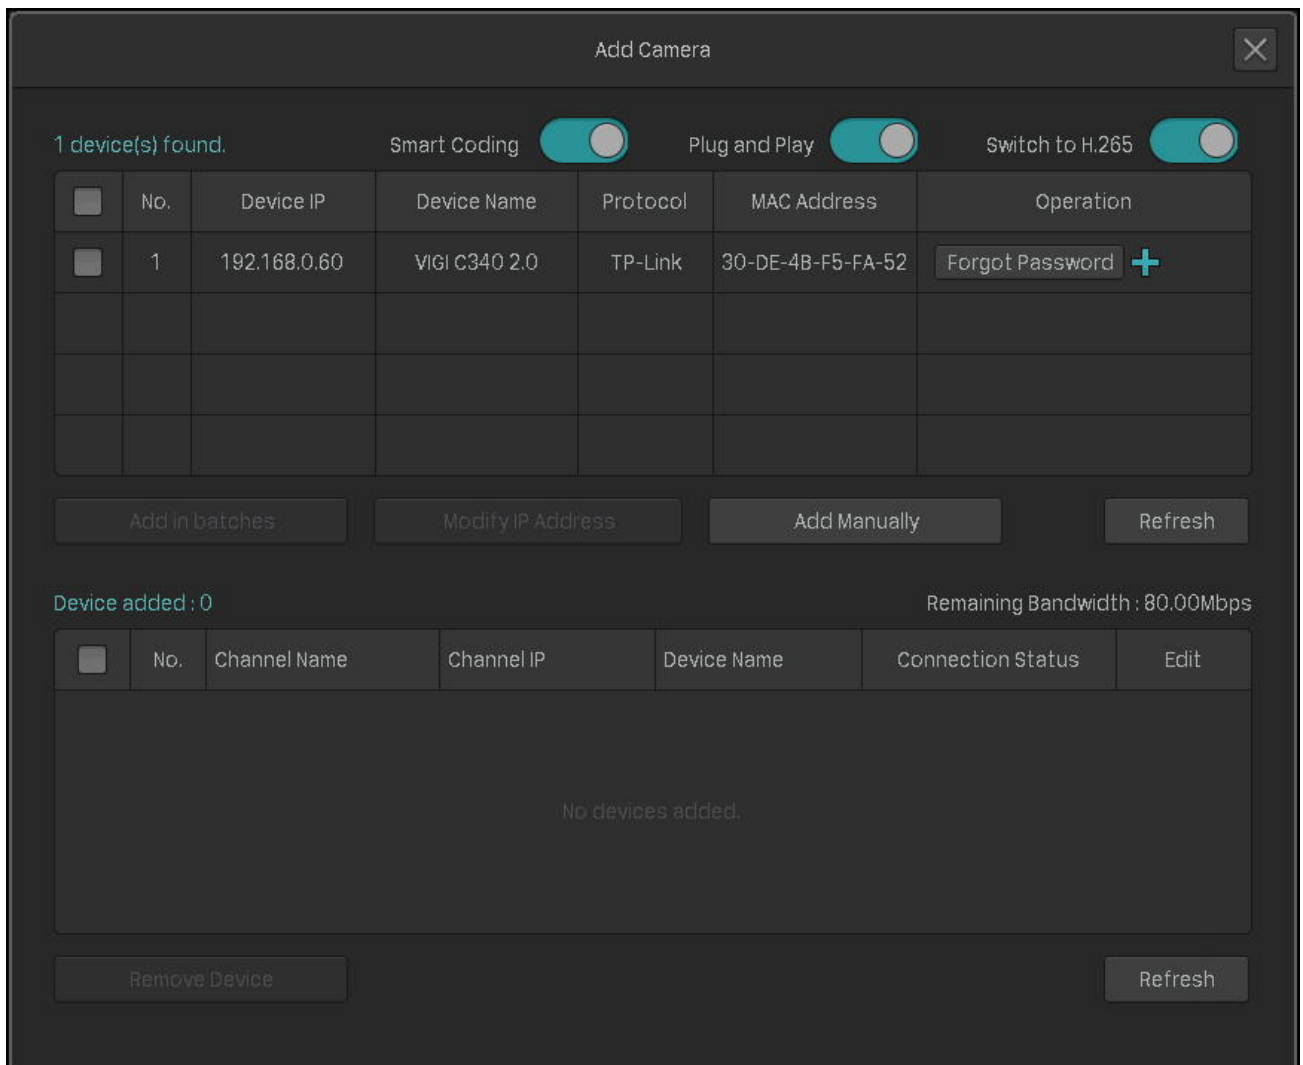 Add Camera
1 device(s) found. Smart Coding Plug and Play Switch to H.265
No. Device IP Device Name Protocol MAC Address Operation
1 192.168.0.60 VIGI C340 2.0 TP-Link 30-DE-4B-F5-FA-52 Forgot Password
Add in batches Modify IP Address Add Manually Refresh
Device added : 0 Remaining Bandwidth : 80.00Mbps
No. Channel Name Channel IP Device Name Connection Status Edit
No devices added.
Remove Device Refresh